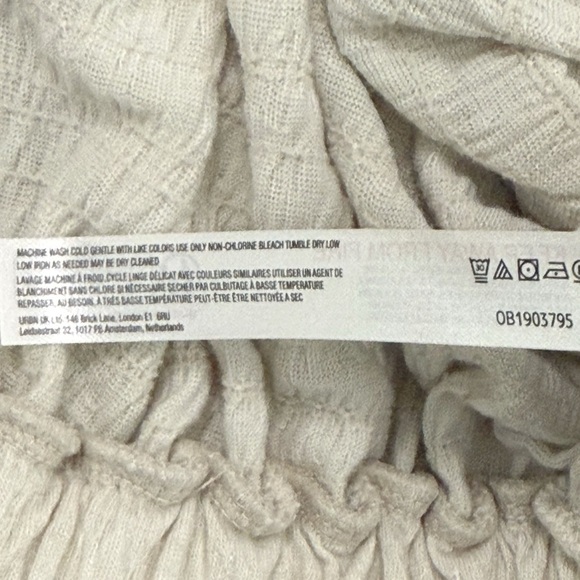 MACHINE WASH COLD GENTLE WITH LIKE COLORS USE ONLY NON-CHLORINE BLEACH TUMBLE DRY LOW
LOW IRON AS NEEDED MAY BE DRY CLEANED
LAVAGE MACHINE À FROID, CYCLE LINGE DÉLICAT AVEC COULEURS SIMILAIRES UTILISER UN AGENT DE
BLANCHIMENT SANS CHLORE SI NÉCESSAIRE SÉCHER PAR CULBUTAGE À BASSE TEMPÉRATURE
REPASSER, AU BESOIN, À TRÈS BASSE TEMPÉRATURE PEUT-ÊTRE ÊTRE NETTOYÉE A SEC
URBN UK Ltd. 146 Brick Lane, London E1 6RU
Leidsestraat 32, 1017 PB Amsterdam, Netherlands
30
OB1903795